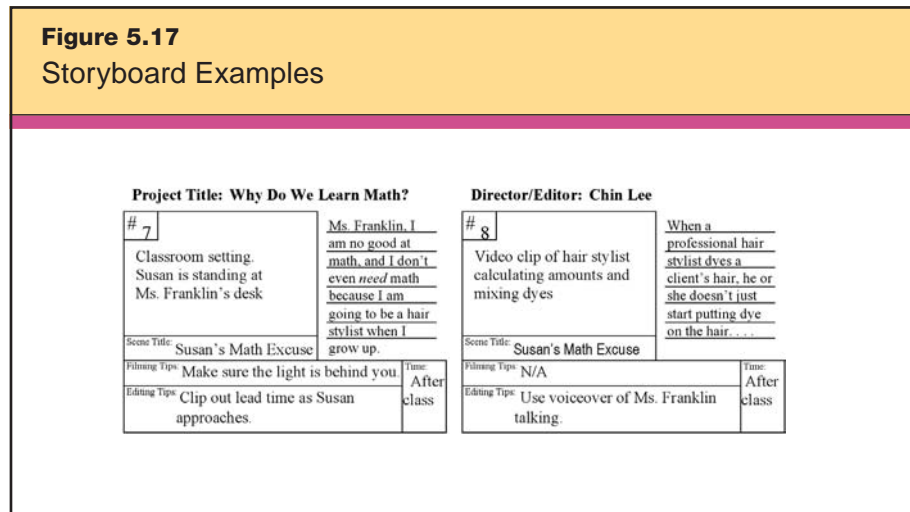 Figure 5.17
Storyboard Examples
Project Title: Why Do We Learn Math?
Director/Editor: Chin Lee
# 7
Classroom setting.
Susan is standing at
Ms. Franklin's desk
Ms. Franklin, I
am no good at
math, and I don't
even need math
because I am
going to be a hair
stylist when I
grow up.
Scene Title: Susan's Math Excuse
Filming Tips: Make sure the light is behind you.
Editing Tips: Clip out lead time as Susan
approaches.
Time:
After
class
# 8
Video clip of hair stylist
calculating amounts and
mixing dyes
When a
professional hair
stylist dyes a
client's hair, he or
she doesn't just
start putting dye
on the hair. . . .
Scene Title: Susan's Math Excuse
Filming Tips: N/A
Editing Tips: Use voiceover of Ms. Franklin
talking.
Time:
After
class